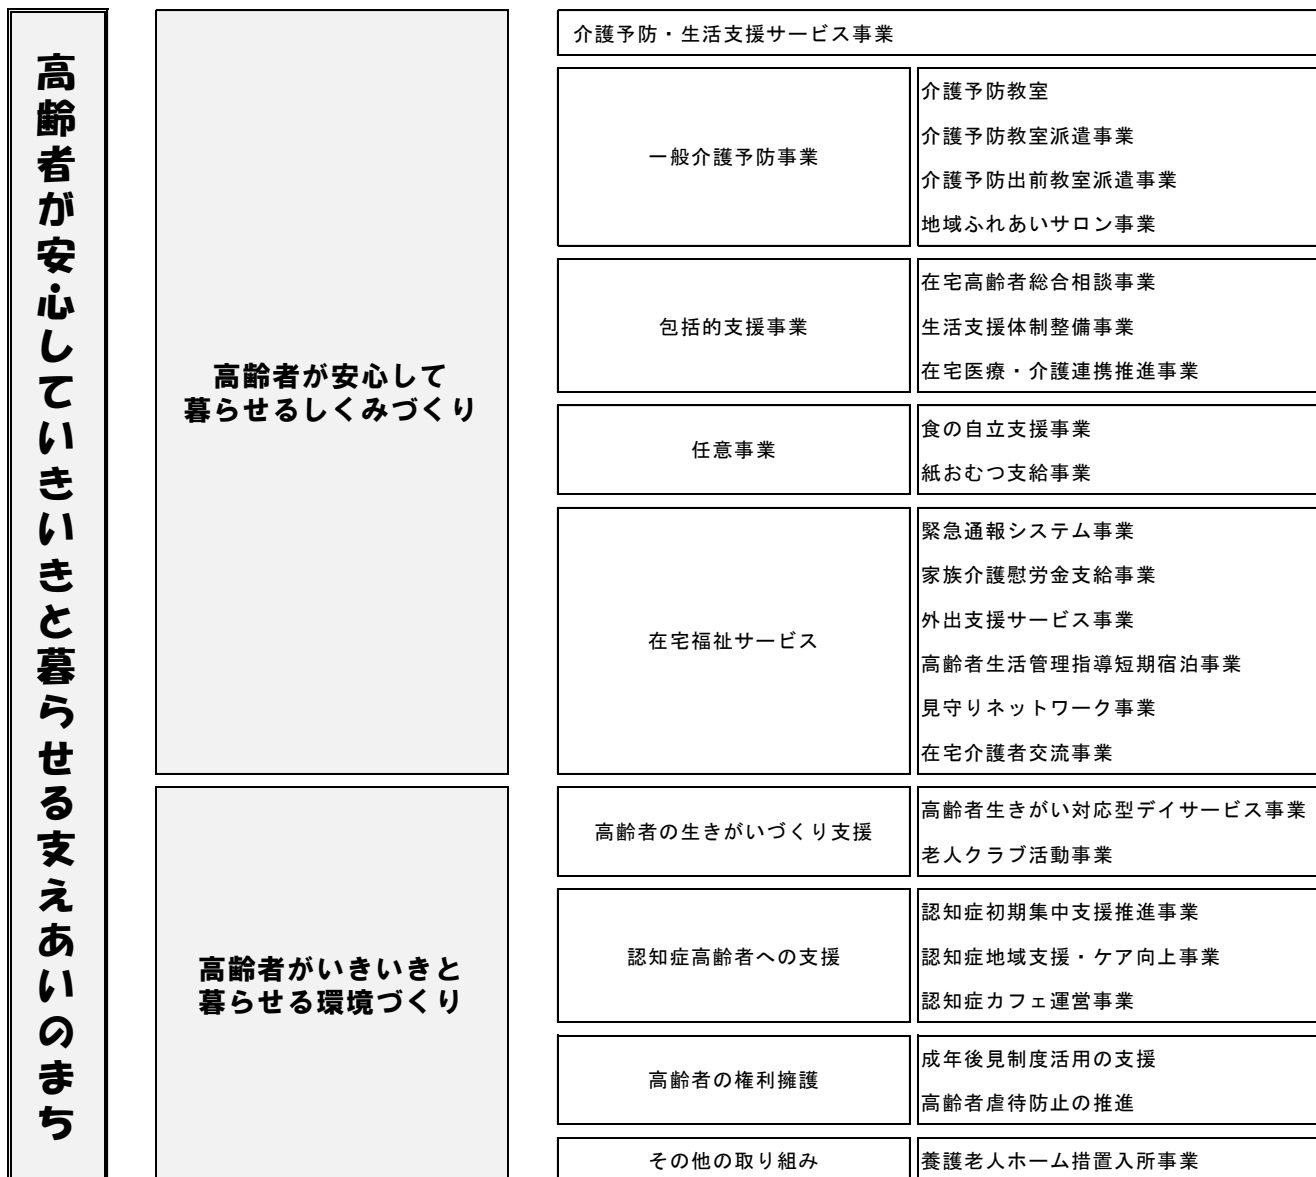 高齢者が安心していきいきと暮らせる支えあいのまち
高齢者が安心して
暮らせるしくみづくり
介護予防・生活支援サービス事業
一般介護予防事業
介護予防教室
介護予防教室派遣事業
介護予防出前教室派遣事業
地域ふれあいサロン事業
包括的支援事業
在宅高齢者総合相談事業
生活支援体制整備事業
在宅医療・介護連携推進事業
任意事業
食の自立支援事業
紙おむつ支給事業
在宅福祉サービス
緊急通報システム事業
家族介護慰労金支給事業
外出支援サービス事業
高齢者生活管理指導短期宿泊事業
見守りネットワーク事業
在宅介護者交流事業
高齢者がいきいきと
暮らせる環境づくり
高齢者の生きがいづくり支援
高齢者生きがい対応型デイサービス事業
老人クラブ活動事業
認知症高齢者への支援
認知症初期集中支援推進事業
認知症地域支援・ケア向上事業
認知症カフェ運営事業
高齢者の権利擁護
成年後見制度活用の支援
高齢者虐待防止の推進
その他の取り組み
養護老人ホーム措置入所事業